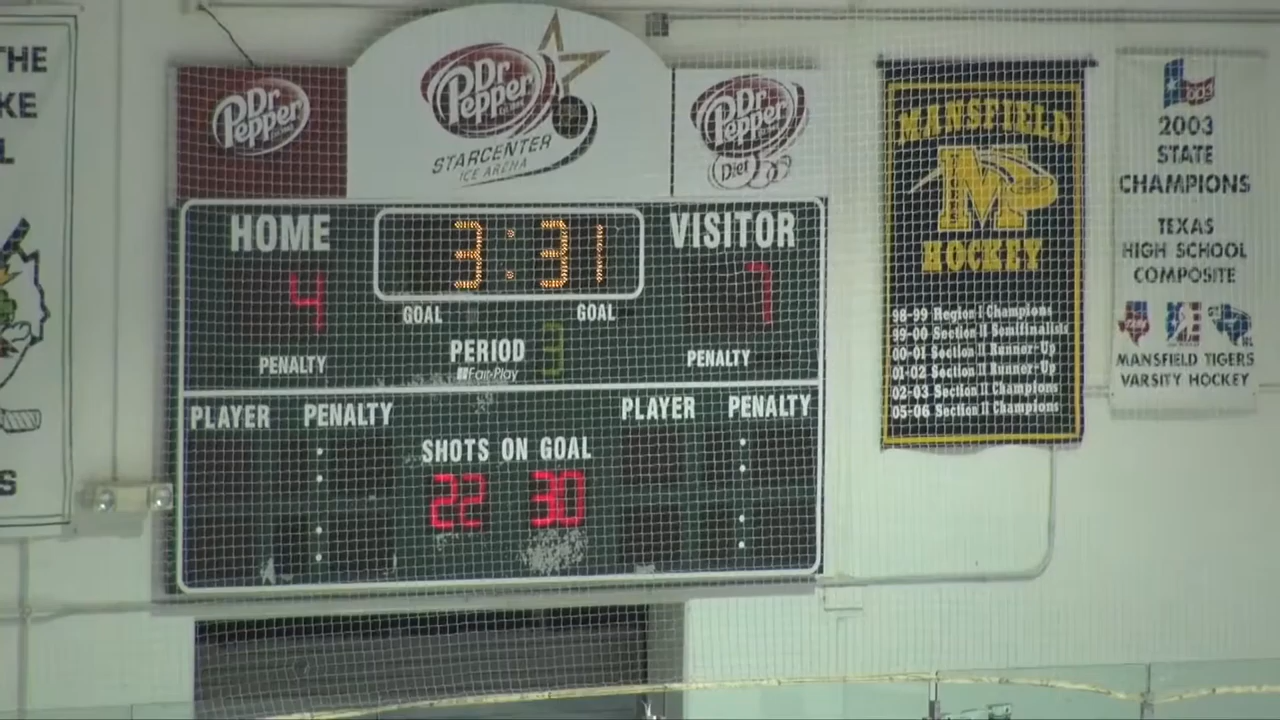 THE
KE
L
S
Dr Pepper
Dr Pepper
STARCENTER
ICE ARENA
Dr Pepper
Diet
HOME
3:31
VISITOR
4
7
GOAL
GOAL
PERIOD
3
PENALTY
PENALTY
Fair-Play
PLAYER
PENALTY
PLAYER
PENALTY
SHOTS ON GOAL
22
30
MANSFIELD
M
HOCKEY
98-99 Region I Champions
99-00 Section II Semifinalists
00-01 Section II Runner-Up
01-02 Section II Runner-Up
02-03 Section II Champions
05-06 Section II Champions
2003
STATE
CHAMPIONS
TEXAS
HIGH SCHOOL
COMPOSITE
MANSFIELD TIGERS
VARSITY HOCKEY